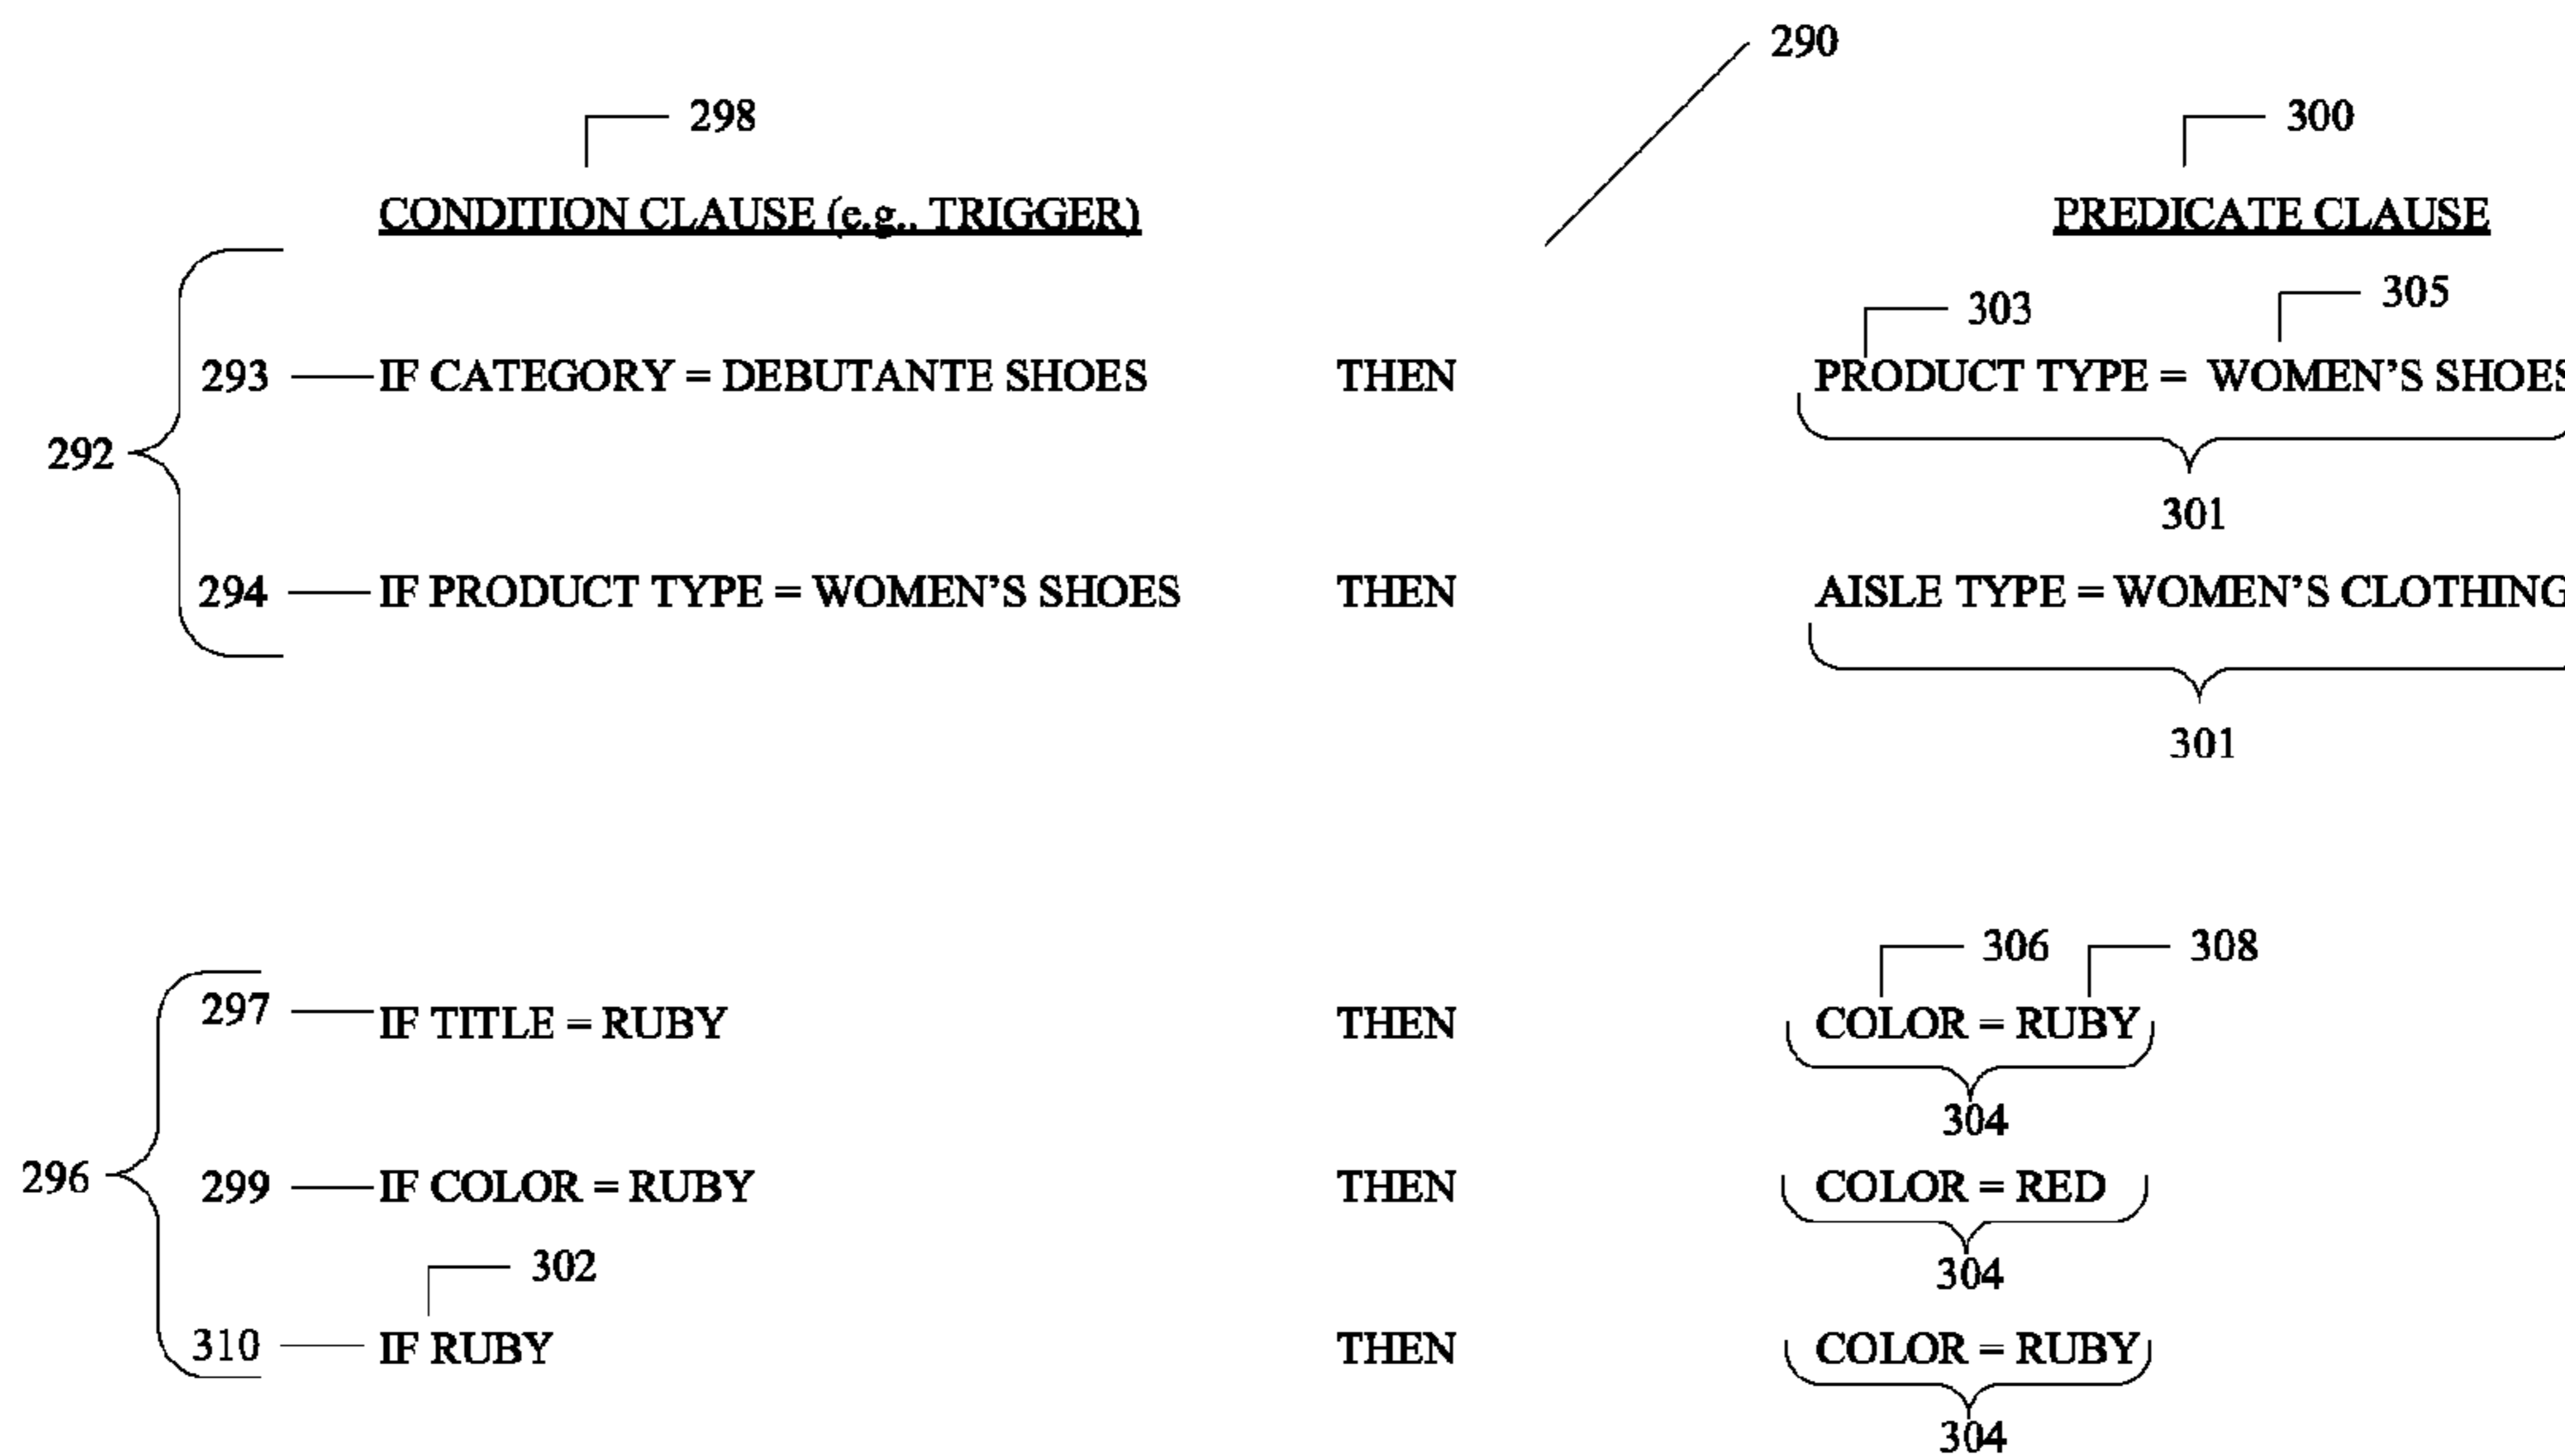 290
298 300
CONDITION CLAUSE (e.g., TRIGGER) PREDICATE CLAUSE
303 305
293 IF CATEGORY = DEBUTANTE SHOES THEN PRODUCT TYPE = WOMEN'S SHOES
292
301
294 IF PRODUCT TYPE = WOMEN'S SHOES THEN AISLE TYPE = WOMEN'S CLOTHING
301
306 308
297 IF TITLE = RUBY THEN COLOR = RUBY
304
296 299 IF COLOR = RUBY THEN COLOR = RED
302 304
310 IF RUBY THEN COLOR = RUBY
304